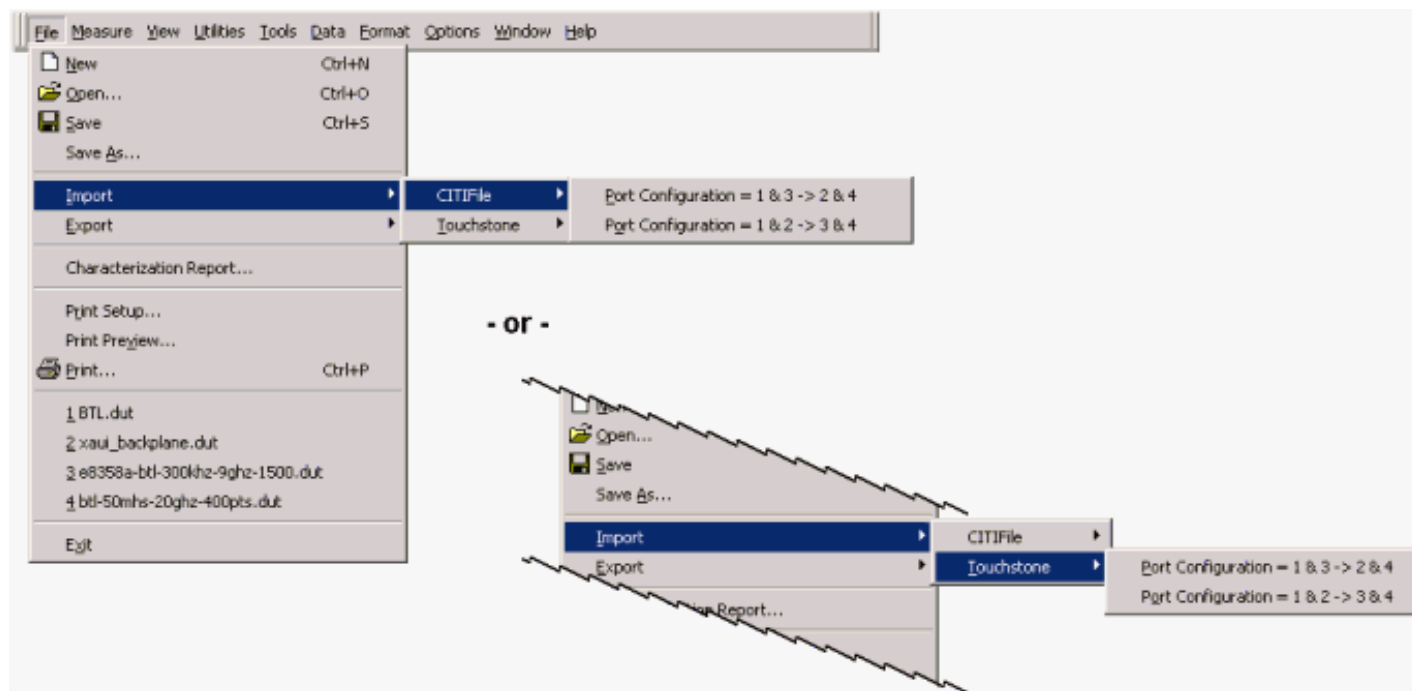 File Measure View Utilities Tools Data Format Options Window Help
New Ctrl+N
Open... Ctrl+O
Save Ctrl+S
Save As...
Import
Export
CITIFile
Touchstone
Port Configuration = 1 & 3 -> 2 & 4
Port Configuration = 1 & 2 -> 3 & 4
Characterization Report...
Print Setup...
Print Preview...
Print... Ctrl+P
1 BTL.dut
2 xaui_backplane.dut
3 e8358a-btl-300khz-9ghz-1500.dut
4 btl-50mhs-20ghz-400pts.dut
Exit
- or -
Open...
Save
Save As...
Import
Export
CITIFile
Touchstone
Port Configuration = 1 & 3 -> 2 & 4
Port Configuration = 1 & 2 -> 3 & 4
Report...